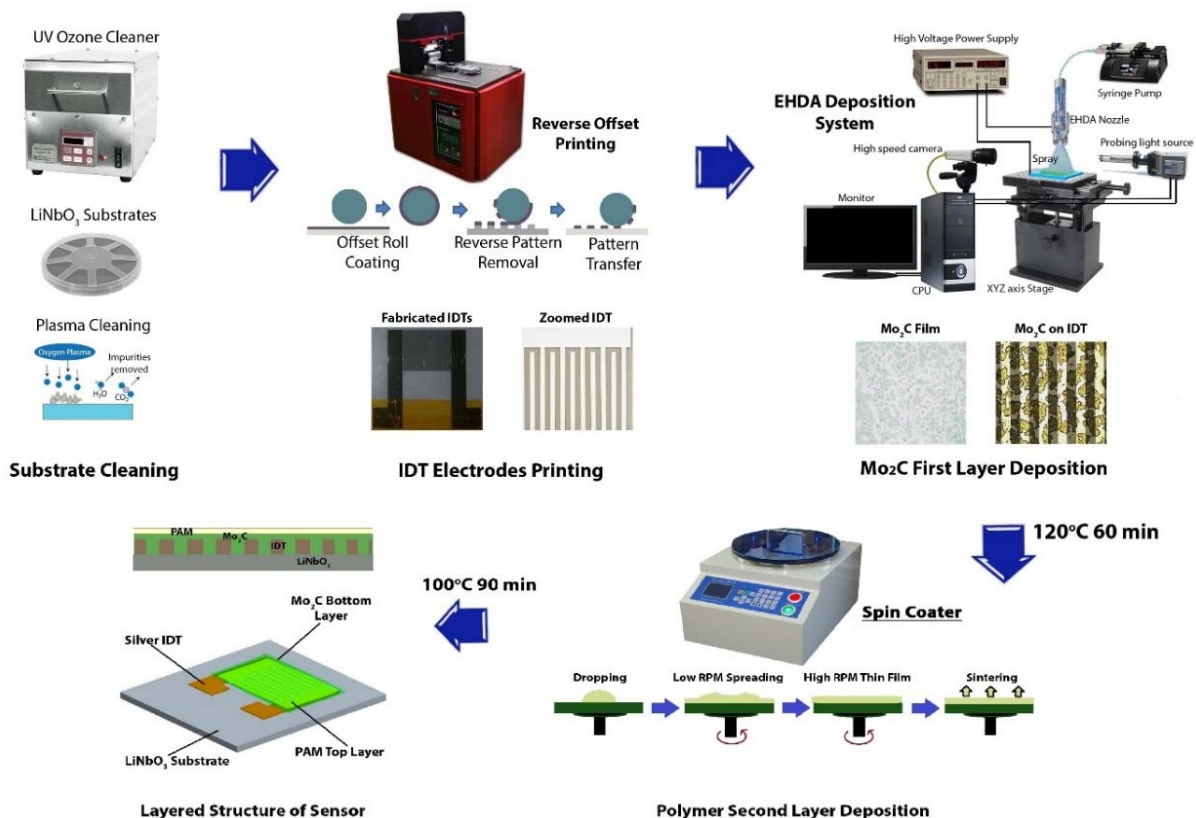 UV Ozone Cleaner
LiNbO₃ Substrates
Plasma Cleaning
Oxygen Plasma
Impurities
removed
H₂O
CO₂
Substrate Cleaning
Reverse Offset
Printing
Offset Roll
Coating
Reverse Pattern
Removal
Pattern
Transfer
Fabricated IDTs
Zoomed IDT
IDT Electrodes Printing
High Voltage Power Supply
Syringe Pump
EHDA Deposition
System
EHDA Nozzle
Probing light source
High speed camera
Spray
Monitor
CPU
XYZ axis Stage
Mo₂C Film
Mo₂C on IDT
Mo₂C First Layer Deposition
120°C 60 min
Spin Coater
Dropping
Low RPM Spreading
High RPM Thin Film
Sintering
Polymer Second Layer Deposition
100°C 90 min
PAM
Mo₂C
IDT
LiNbO₃
Mo₂C Bottom
Layer
Silver IDT
PAM Top Layer
LiNbO₃ Substrate
Layered Structure of Sensor